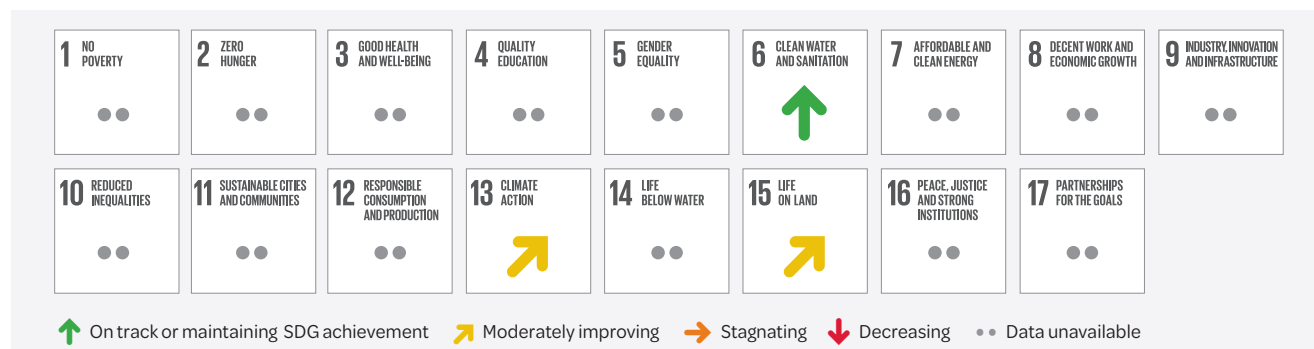 1 NO POVERTY
2 ZERO HUNGER
3 GOOD HEALTH AND WELL-BEING
4 QUALITY EDUCATION
5 GENDER EQUALITY
6 CLEAN WATER AND SANITATION
7 AFFORDABLE AND CLEAN ENERGY
8 DECENT WORK AND ECONOMIC GROWTH
9 INDUSTRY, INNOVATION AND INFRASTRUCTURE
10 REDUCED INEQUALITIES
11 SUSTAINABLE CITIES AND COMMUNITIES
12 RESPONSIBLE CONSUMPTION AND PRODUCTION
13 CLIMATE ACTION
14 LIFE BELOW WATER
15 LIFE ON LAND
16 PEACE, JUSTICE AND STRONG INSTITUTIONS
17 PARTNERSHIPS FOR THE GOALS
On track or maintaining SDG achievement
Moderately improving
Stagnating
Decreasing
Data unavailable